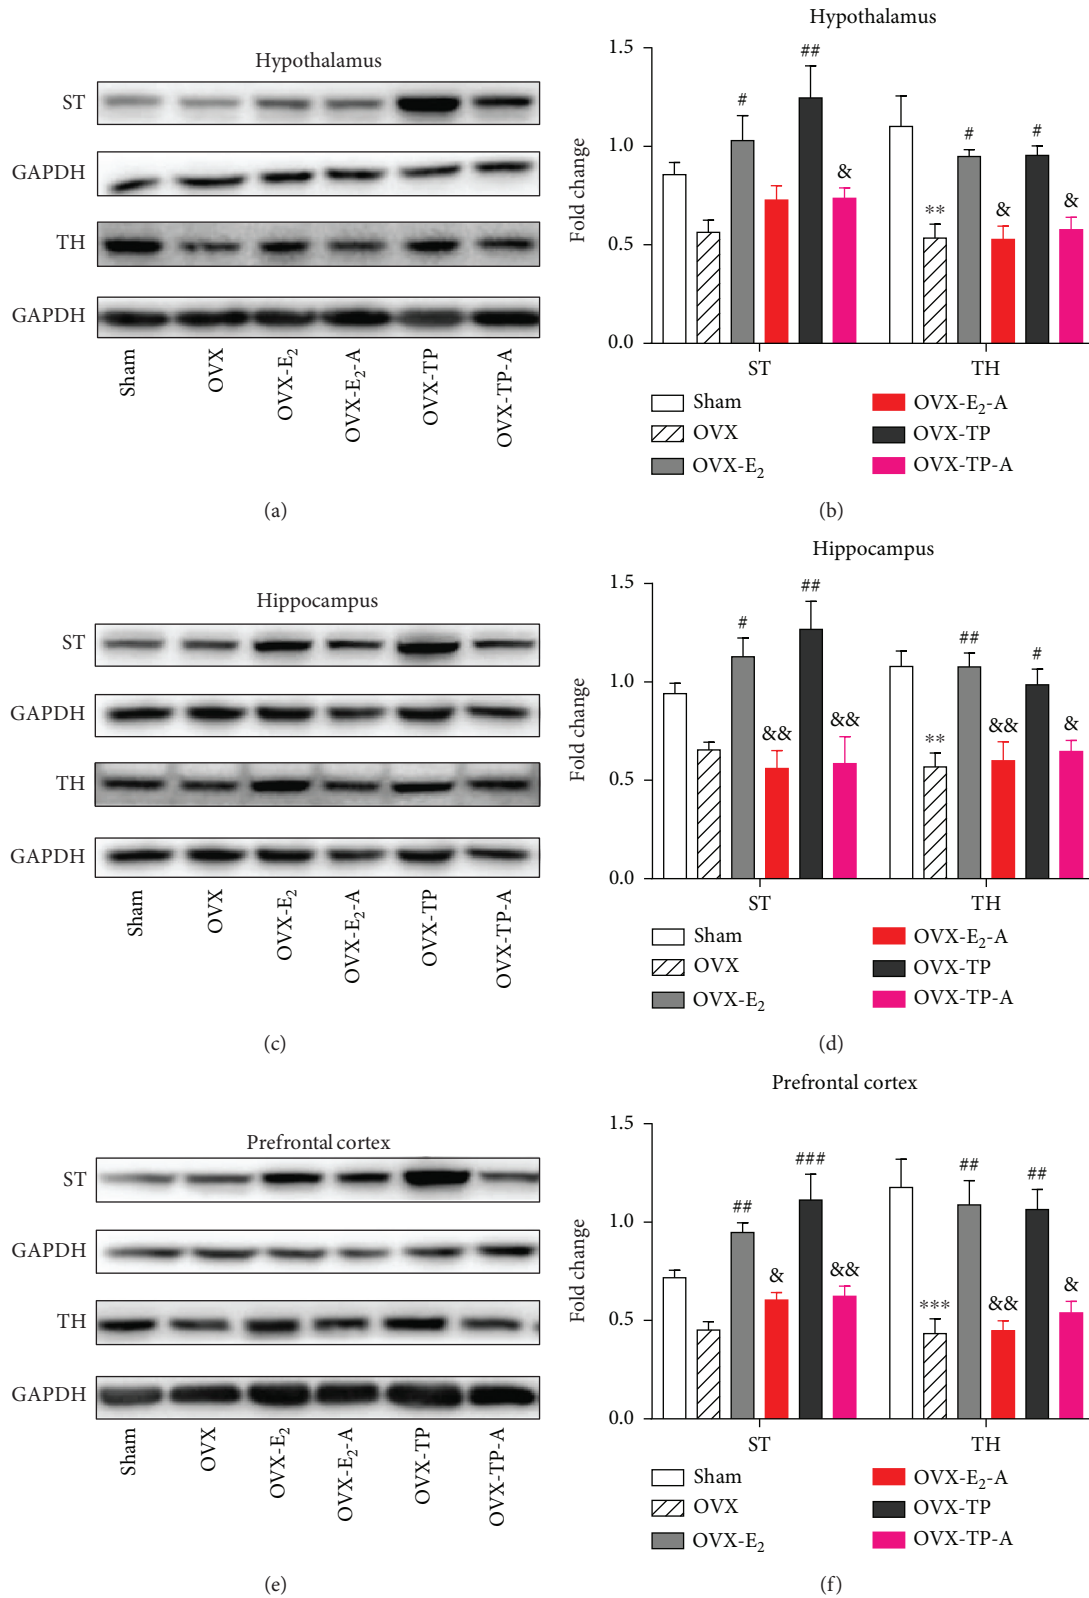 Hypothalamus
ST
GAPDH
TH
GAPDH
Sham
OVX
OVX-E2
OVX-E2-A
OVX-TP
OVX-TP-A
(a)
Hypothalamus
Fold change
1.5
1.0
0.5
0.0
#
##
&
**
#
&
#
&
ST
TH
Sham
OVX
OVX-E2
OVX-E2-A
OVX-TP
OVX-TP-A
(b)
Hippocampus
ST
GAPDH
TH
GAPDH
Sham
OVX
OVX-E2
OVX-E2-A
OVX-TP
OVX-TP-A
(c)
Hippocampus
Fold change
1.5
1.0
0.5
0.0
#
&&
##
&&
**
##
&&
#
&
ST
TH
Sham
OVX
OVX-E2
OVX-E2-A
OVX-TP
OVX-TP-A
(d)
Prefrontal cortex
ST
GAPDH
TH
GAPDH
Sham
OVX
OVX-E2
OVX-E2-A
OVX-TP
OVX-TP-A
(e)
Prefrontal cortex
Fold change
1.5
1.0
0.5
0.0
##
&
###
&&
***
##
&&
##
&
ST
TH
Sham
OVX
OVX-E2
OVX-E2-A
OVX-TP
OVX-TP-A
(f)